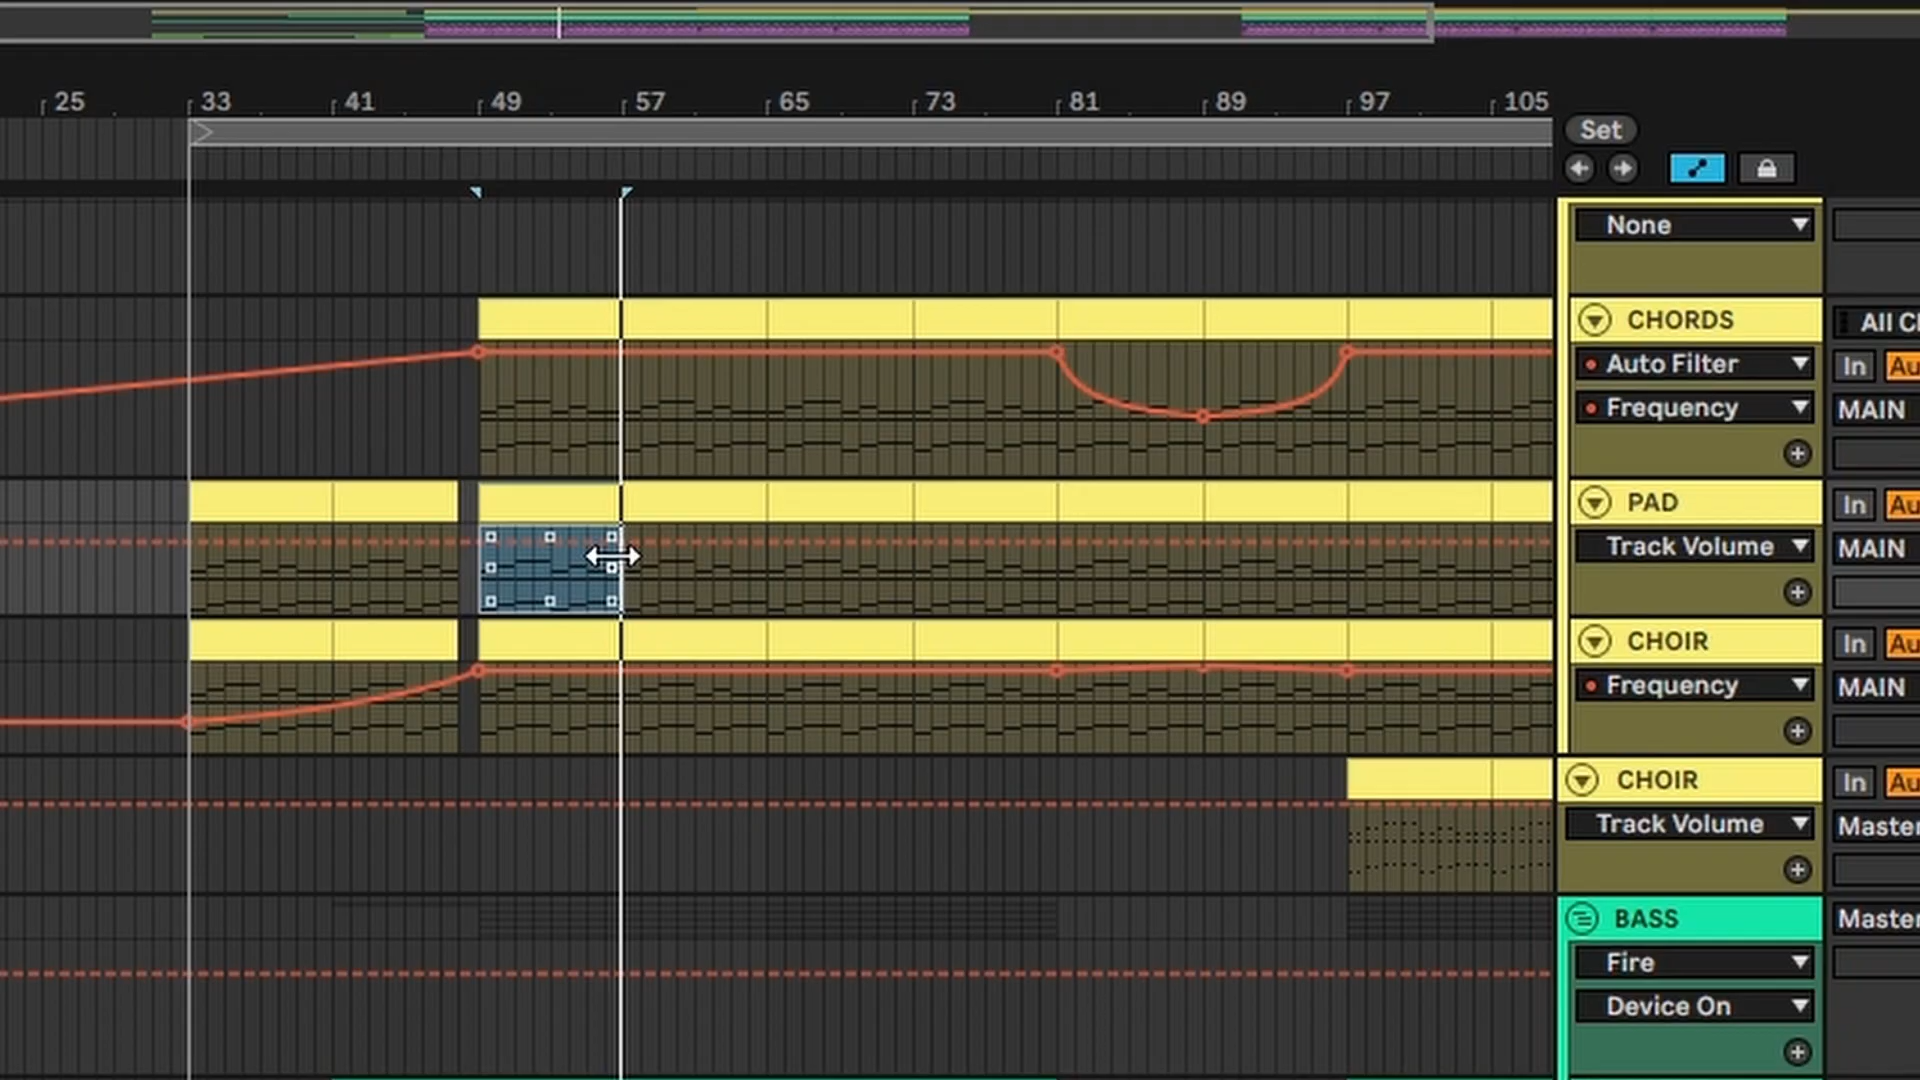 25 33 41 49 57 65 73 81 89 97 105
Set
None
CHORDS
Auto Filter
Frequency
All
In
MAIN
PAD
In
Track Volume
MAIN
CHOIR
In
Frequency
MAIN
CHOIR
In
Track Volume
Master
BASS
Master
Fire
Device On